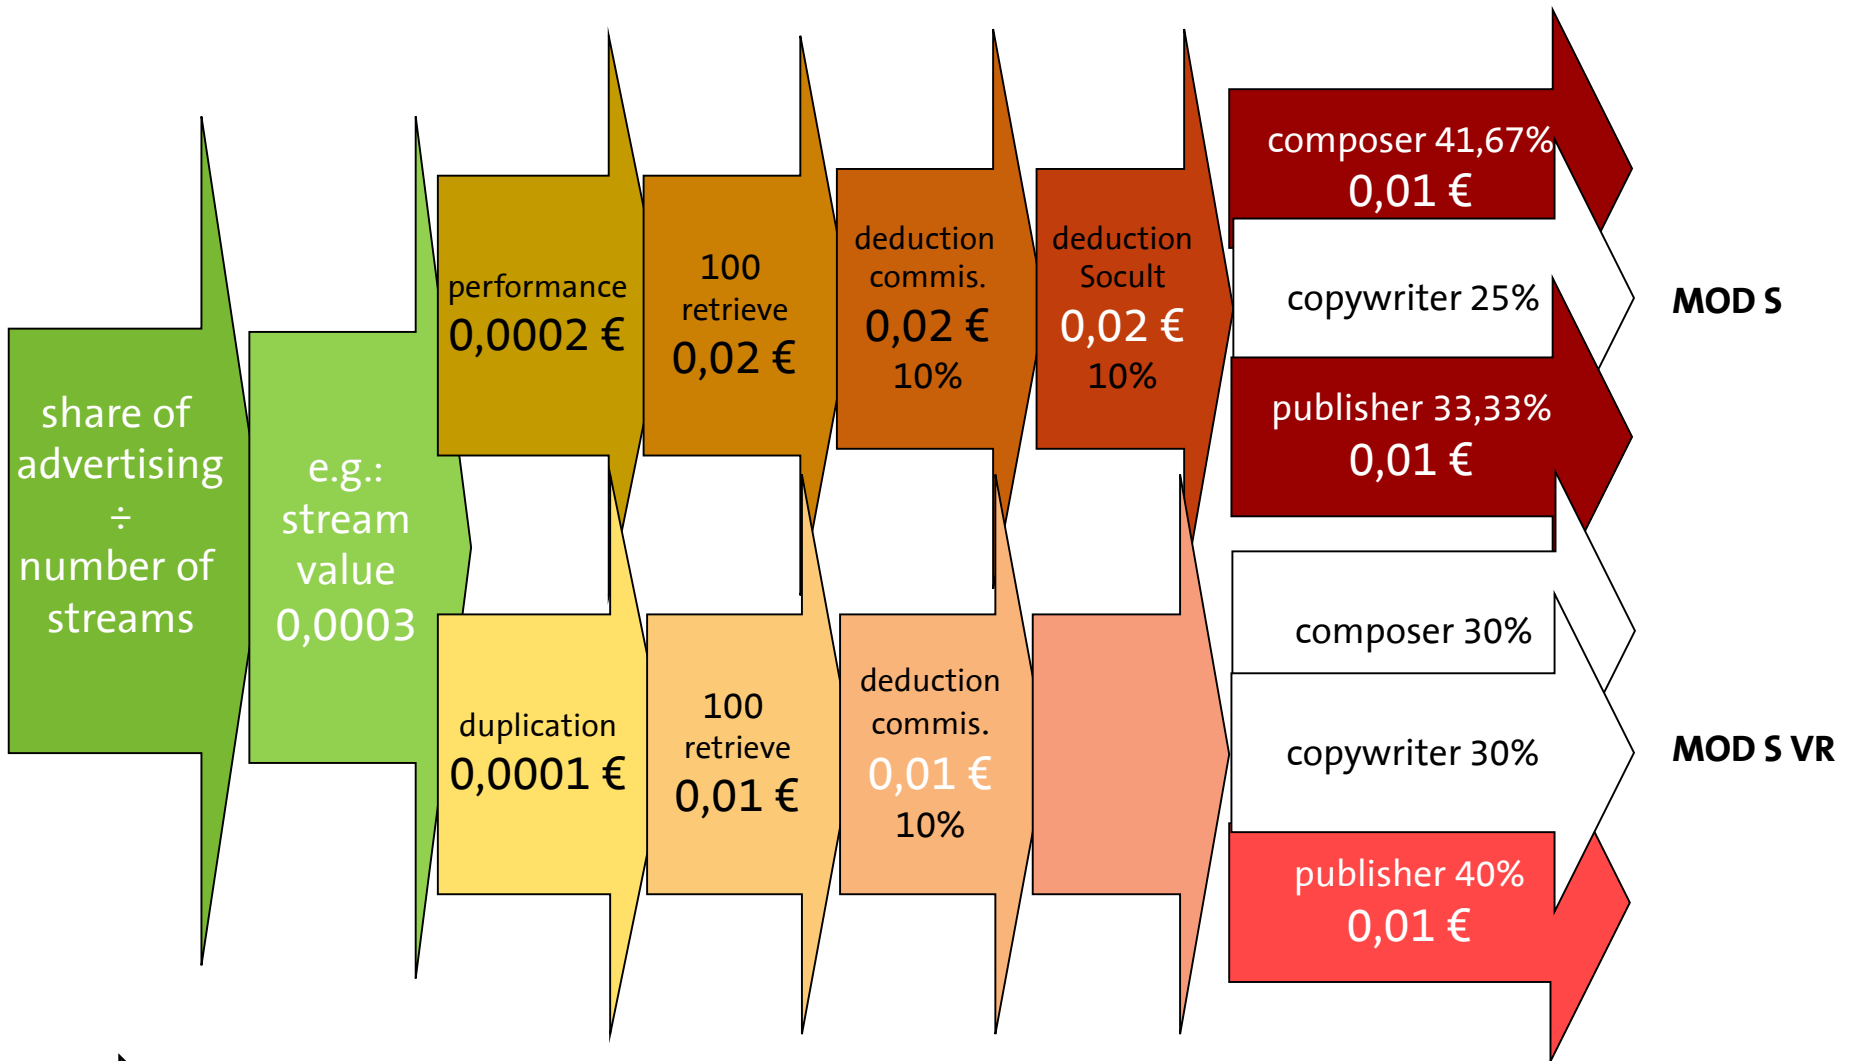 share of
advertising
÷
number of
streams
e.g.:
stream
value
0,0003
performance
0,0002 €
100
retrieve
0,02 €
deduction
commis.
0,02 €
10%
deduction
Socult
0,02 €
10%
composer 41,67%
0,01 €
copywriter 25%
publisher 33,33%
0,01 €
MOD S
duplication
0,0001 €
100
retrieve
0,01 €
deduction
commis.
0,01 €
10%
composer 30%
copywriter 30%
publisher 40%
0,01 €
MOD S VR